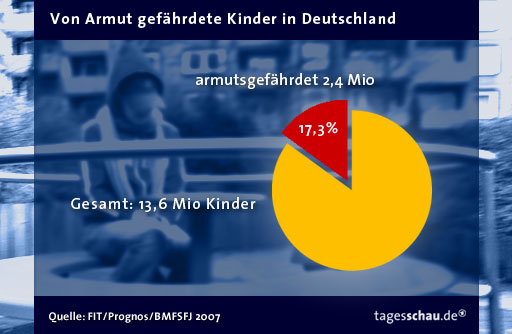 Von Armut gefährdete Kinder in Deutschland
armutsgefährdet 2,4 Mio
17,3%
Gesamt: 13,6 Mio Kinder
Quelle: FIT/Prognos/BMFSFJ 2007
tagesschau.de